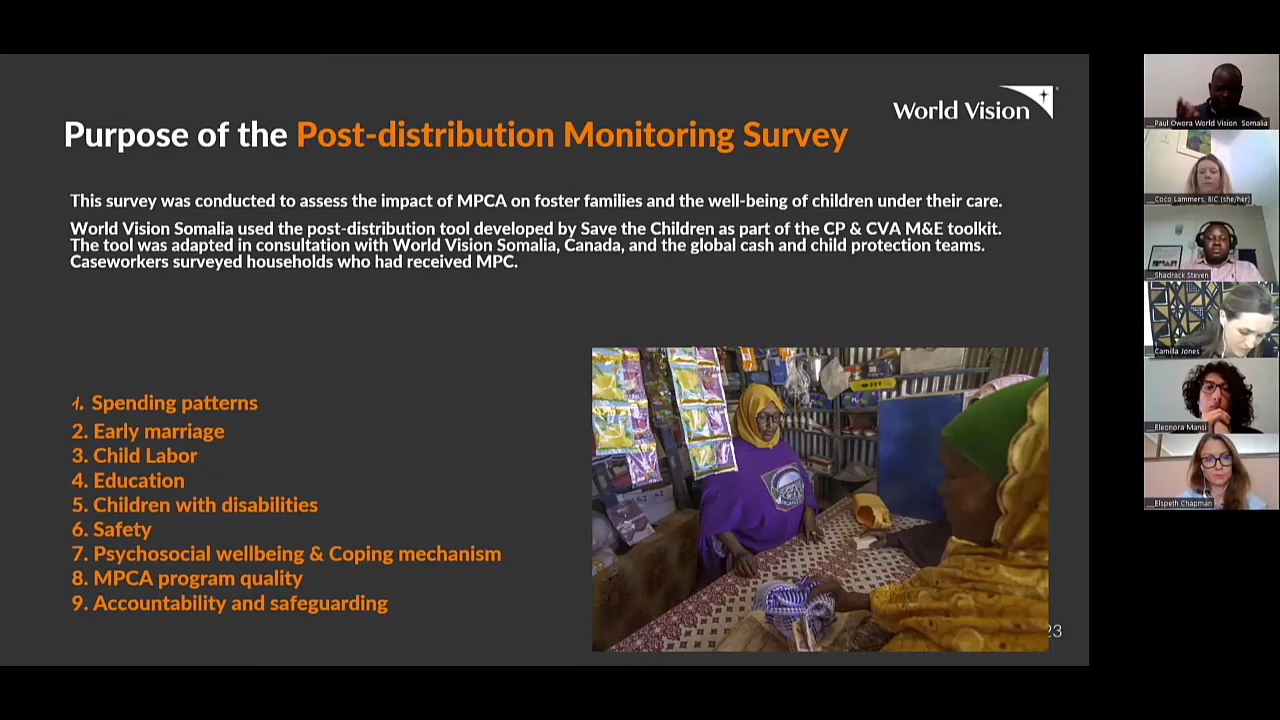 World Vision
Purpose of the Post-distribution Monitoring Survey
This survey was conducted to assess the impact of MPCA on foster families and the well-being of children under their care.
World Vision Somalia used the post-distribution tool developed by Save the Children as part of the CP & CVA M&E toolkit.
The tool was adapted in consultation with World Vision Somalia, Canada, and the global cash and child protection teams.
Caseworkers surveyed households who had received MPC.
1. Spending patterns
2. Early marriage
3. Child Labor
4. Education
5. Children with disabilities
6. Safety
7. Psychosocial wellbeing & Coping mechanism
8. MPCA program quality
9. Accountability and safeguarding
23
Paul Owora World Vision Somalia
Coco Lammers, BIC (she/her)
Shadrack Steven
Camilla Jones
Eleonora Mansi
Elspeth Chapman